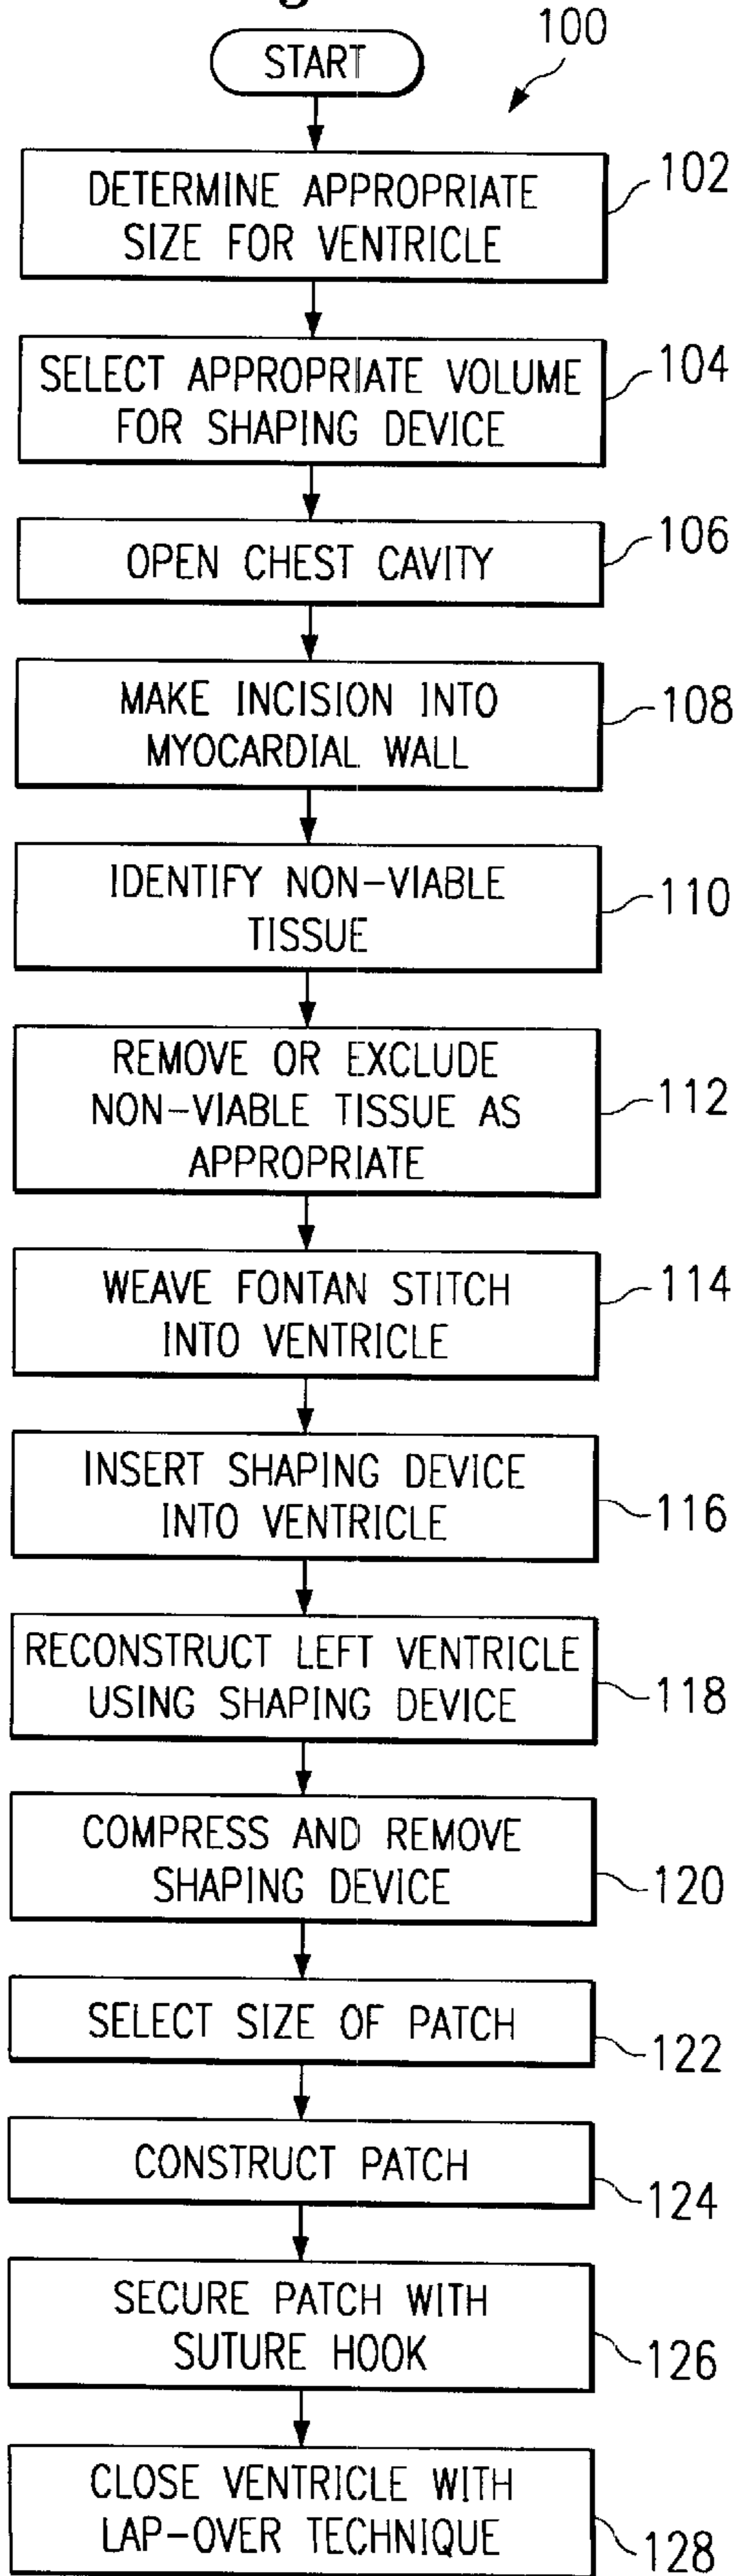 100
START
DETERMINE APPROPRIATE
SIZE FOR VENTRICLE
102
SELECT APPROPRIATE VOLUME
FOR SHAPING DEVICE
104
OPEN CHEST CAVITY
106
MAKE INCISION INTO
MYOCARDIAL WALL
108
IDENTIFY NON-VIABLE
TISSUE
110
REMOVE OR EXCLUDE
NON-VIABLE TISSUE AS
APPROPRIATE
112
WEAVE FONTAN STITCH
INTO VENTRICLE
114
INSERT SHAPING DEVICE
INTO VENTRICLE
116
RECONSTRUCT LEFT VENTRICLE
USING SHAPING DEVICE
118
COMPRESS AND REMOVE
SHAPING DEVICE
120
SELECT SIZE OF PATCH
122
CONSTRUCT PATCH
124
SECURE PATCH WITH
SUTURE HOOK
126
CLOSE VENTRICLE WITH
LAP-OVER TECHNIQUE
128